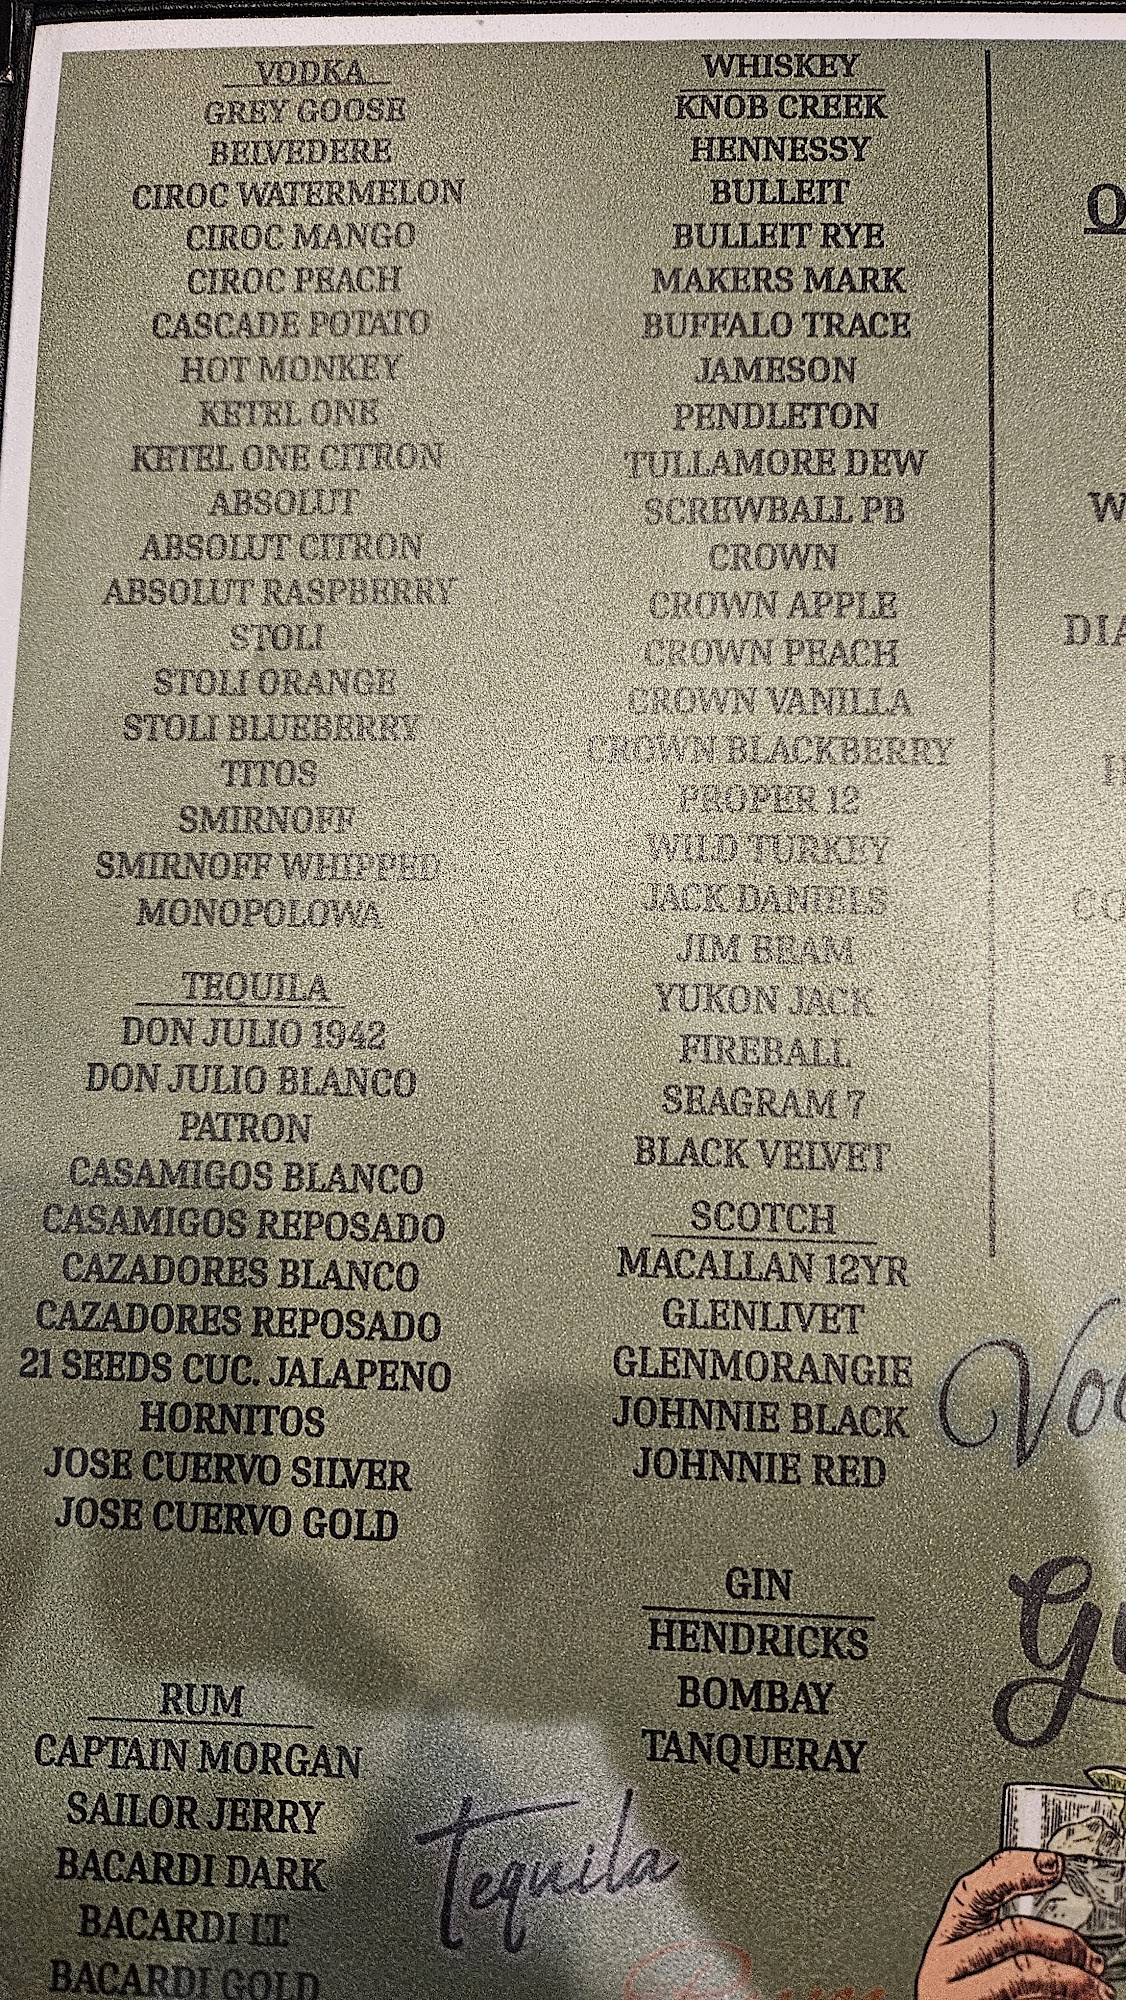 VODKA
GREY GOOSE
BELVEDERE
CIROC WATERMELON
CIROC MANGO
CIROC PEACH
CASCADE POTATO
HOT MONKEY
KETEL ONE
KETEL ONE CITRON
ABSOLUT
ABSOLUT CITRON
ABSOLUT RASPBERRY
STOLI
STOLI ORANGE
STOLI BLUEBERRY
TITOS
SMIRNOFF
SMIRNOFF WHIPPED
MONOPOLOWA
TEQUILA
DON JULIO 1942
DON JULIO BLANCO
PATRON
CASAMIGOS BLANCO
CASAMIGOS REPOSADO
CAZADORES BLANCO
CAZADORES REPOSADO
21 SEEDS CUC. JALAPENO
HORNITOS
JOSE CUERVO SILVER
JOSE CUERVO GOLD
RUM
CAPTAIN MORGAN
SAILOR JERRY
BACARDI DARK
BACARDI LT
BACARDI GOLD
WHISKEY
KNOB CREEK
HENNESSY
BULLEIT
BULLEIT RYE
MAKERS MARK
BUFFALO TRACE
JAMESON
PENDLETON
TULLAMORE DEW
SCREWBALL PB
CROWN
CROWN APPLE
CROWN PEACH
CROWN VANILLA
CROWN BLACKBERRY
PROPER 12
WILD TURKEY
JACK DANIELS
JIM BEAM
YUKON JACK
FIREBALL
SEAGRAM 7
BLACK VELVET
SCOTCH
MACALLAN 12YR
GLENLIVET
GLENMORANGIE
JOHNNIE BLACK
JOHNNIE RED
GIN
HENDRICKS
BOMBAY
TANQUERAY
Tequila